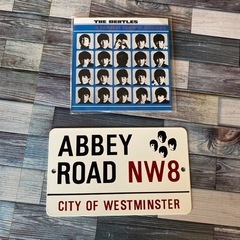 THE BEATLES
ABBEY
ROAD NW8
CITY OF WESTMINSTER